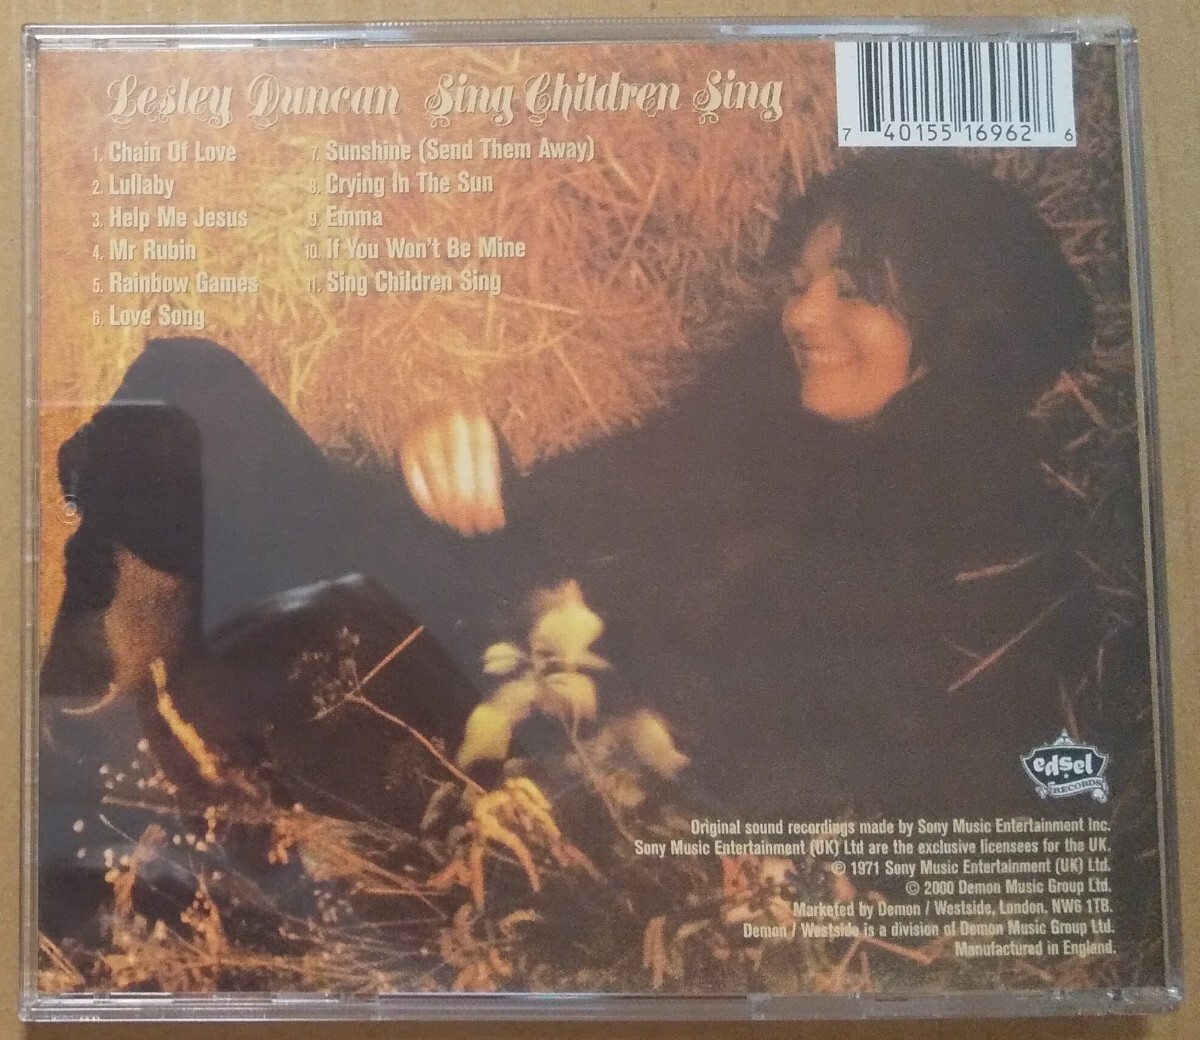 Lesley Duncan Sing Children Sing
1. Chain Of Love
2. Lullaby
3. Help Me Jesus
4. Mr Rubin
5. Rainbow Games
6. Love Song
7. Sunshine (Send Them Away)
8. Crying In The Sun
9. Emma
10. If You Won't Be Mine
11. Sing Children Sing
7 40155 16962 6
edsel
RECORDS
Original sound recordings made by Sony Music Entertainment Inc.
Sony Music Entertainment (UK) Ltd are the exclusive licensees for the UK.
℗ 1971 Sony Music Entertainment (UK) Ltd.
© 2000 Demon Music Group Ltd.
Marketed by Demon / Westside, London, NW6 1TB.
Demon / Westside is a division of Demon Music Group Ltd.
Manufactured in England.